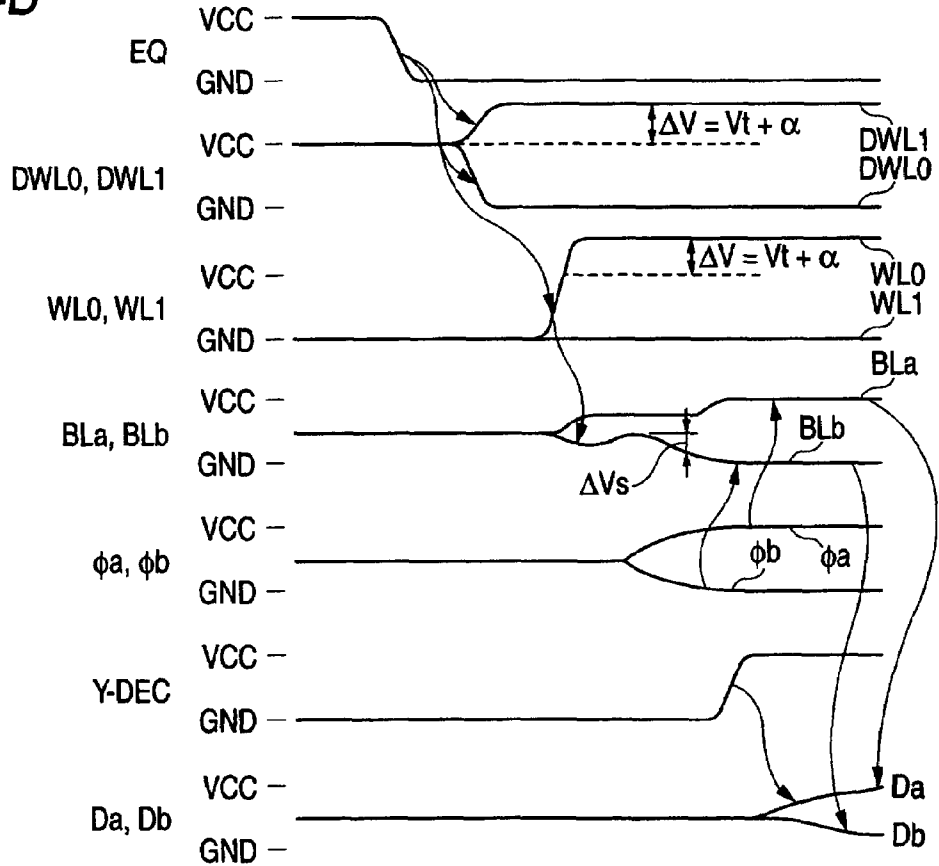 -D
VCC
EQ
GND
ΔV = Vt + α
VCC
DWL1
DWL0, DWL1
DWL0
GND
ΔV = Vt + α
VCC
WL0
WL0, WL1
WL1
GND
BLa
VCC
BLa, BLb
BLb
GND
ΔVs
VCC
ϕa, ϕb
ϕb
ϕa
GND
VCC
Y-DEC
GND
VCC
Da
Da, Db
Db
GND